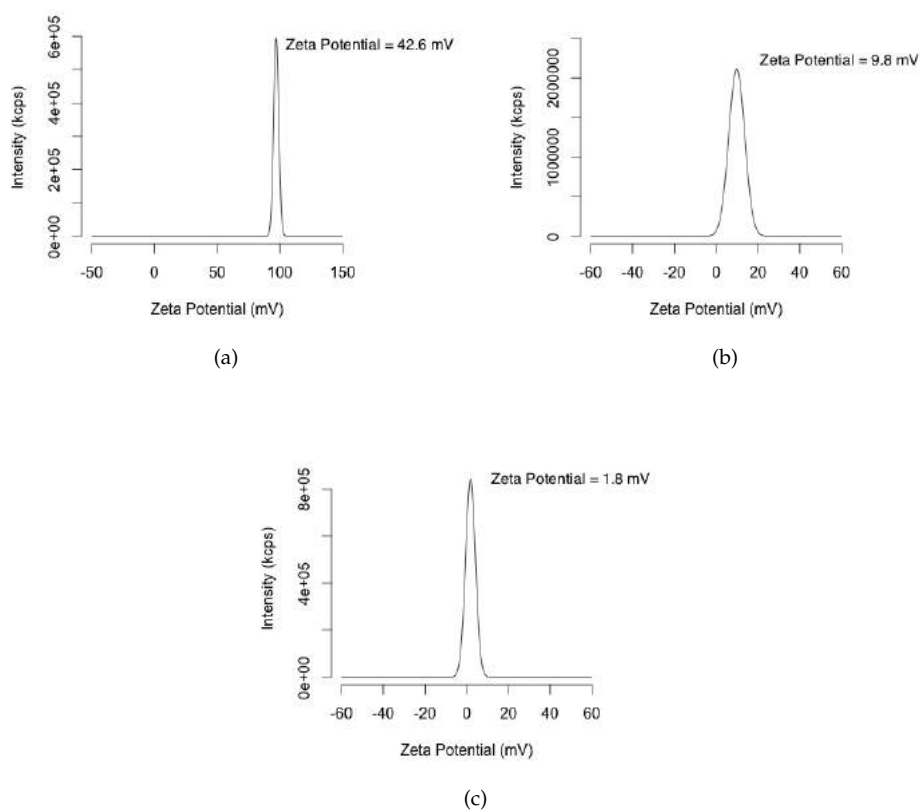 Zeta Potential = 42.6 mV
Intensity (kcps)
6e+05
4e+05
2e+05
0e+00
-50 0 50 100 150
Zeta Potential (mV)
(a)
Zeta Potential = 9.8 mV
Intensity (kcps)
2000000
1000000
0
-60 -40 -20 0 20 40 60
Zeta Potential (mV)
(b)
Zeta Potential = 1.8 mV
Intensity (kcps)
8e+05
4e+05
0e+00
-60 -40 -20 0 20 40 60
Zeta Potential (mV)
(c)